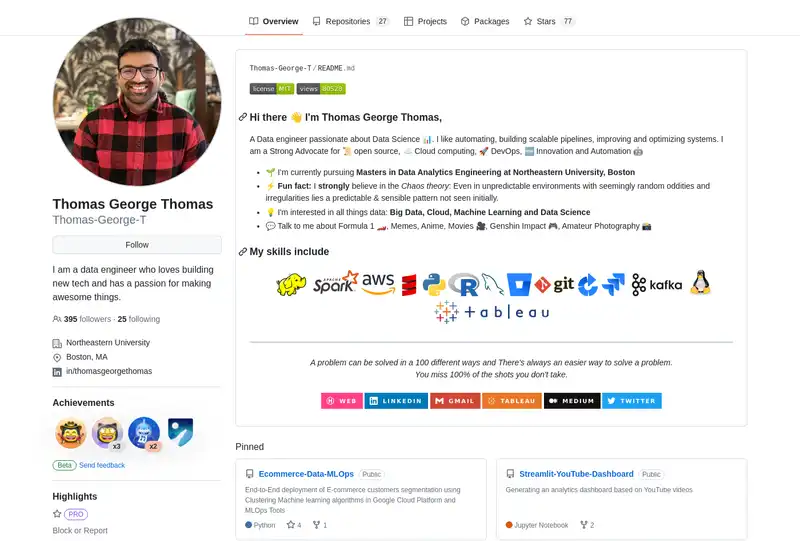 Overview Repositories 27 Projects Packages Stars 77
Thomas George Thomas
Thomas-George-T
Follow
I am a data engineer who loves building
new tech and has a passion for making
awesome things.
395 followers · 25 following
Northeastern University
Boston, MA
in/thomasgeorgethomas
Achievements
x3
x2
Beta Send feedback
Highlights
PRO
Block or Report
Thomas-George-T/README.md
license MIT views 80529
Hi there 👋 I'm Thomas George Thomas,
A Data engineer passionate about Data Science 📊. I like automating, building scalable pipelines, improving and optimizing systems. I
am a Strong Advocate for 📜 open source, ☁️ Cloud computing, 🚀 DevOps, 🆕 Innovation and Automation 🤖
🌱 I'm currently pursuing Masters in Data Analytics Engineering at Northeastern University, Boston
⚡ Fun fact: I strongly believe in the Chaos theory: Even in unpredictable environments with seemingly random oddities and
irregularities lies a predictable & sensible pattern not seen initially.
💡 I'm interested in all things data: Big Data, Cloud, Machine Learning and Data Science
💬 Talk to me about Formula 1 🏎️, Memes, Anime, Movies 🎥, Genshin Impact 🎮, Amateur Photography 📸
My skills include
APACHE Spark aws R git kafka
+tableau
A problem can be solved in a 100 different ways and There's always an easier way to solve a problem.
You miss 100% of the shots you don't take.
WEB LINKEDIN GMAIL TABLEAU MEDIUM TWITTER
Pinned
Ecommerce-Data-MLOps Public
End-to-End deployment of E-commerce customers segmentation using
Clustering Machine learning algorithms in Google Cloud Platform and
MLOps Tools
Python 4 1
Streamlit-YouTube-Dashboard Public
Generating an analytics dashboard based on YouTube videos
Jupyter Notebook 2